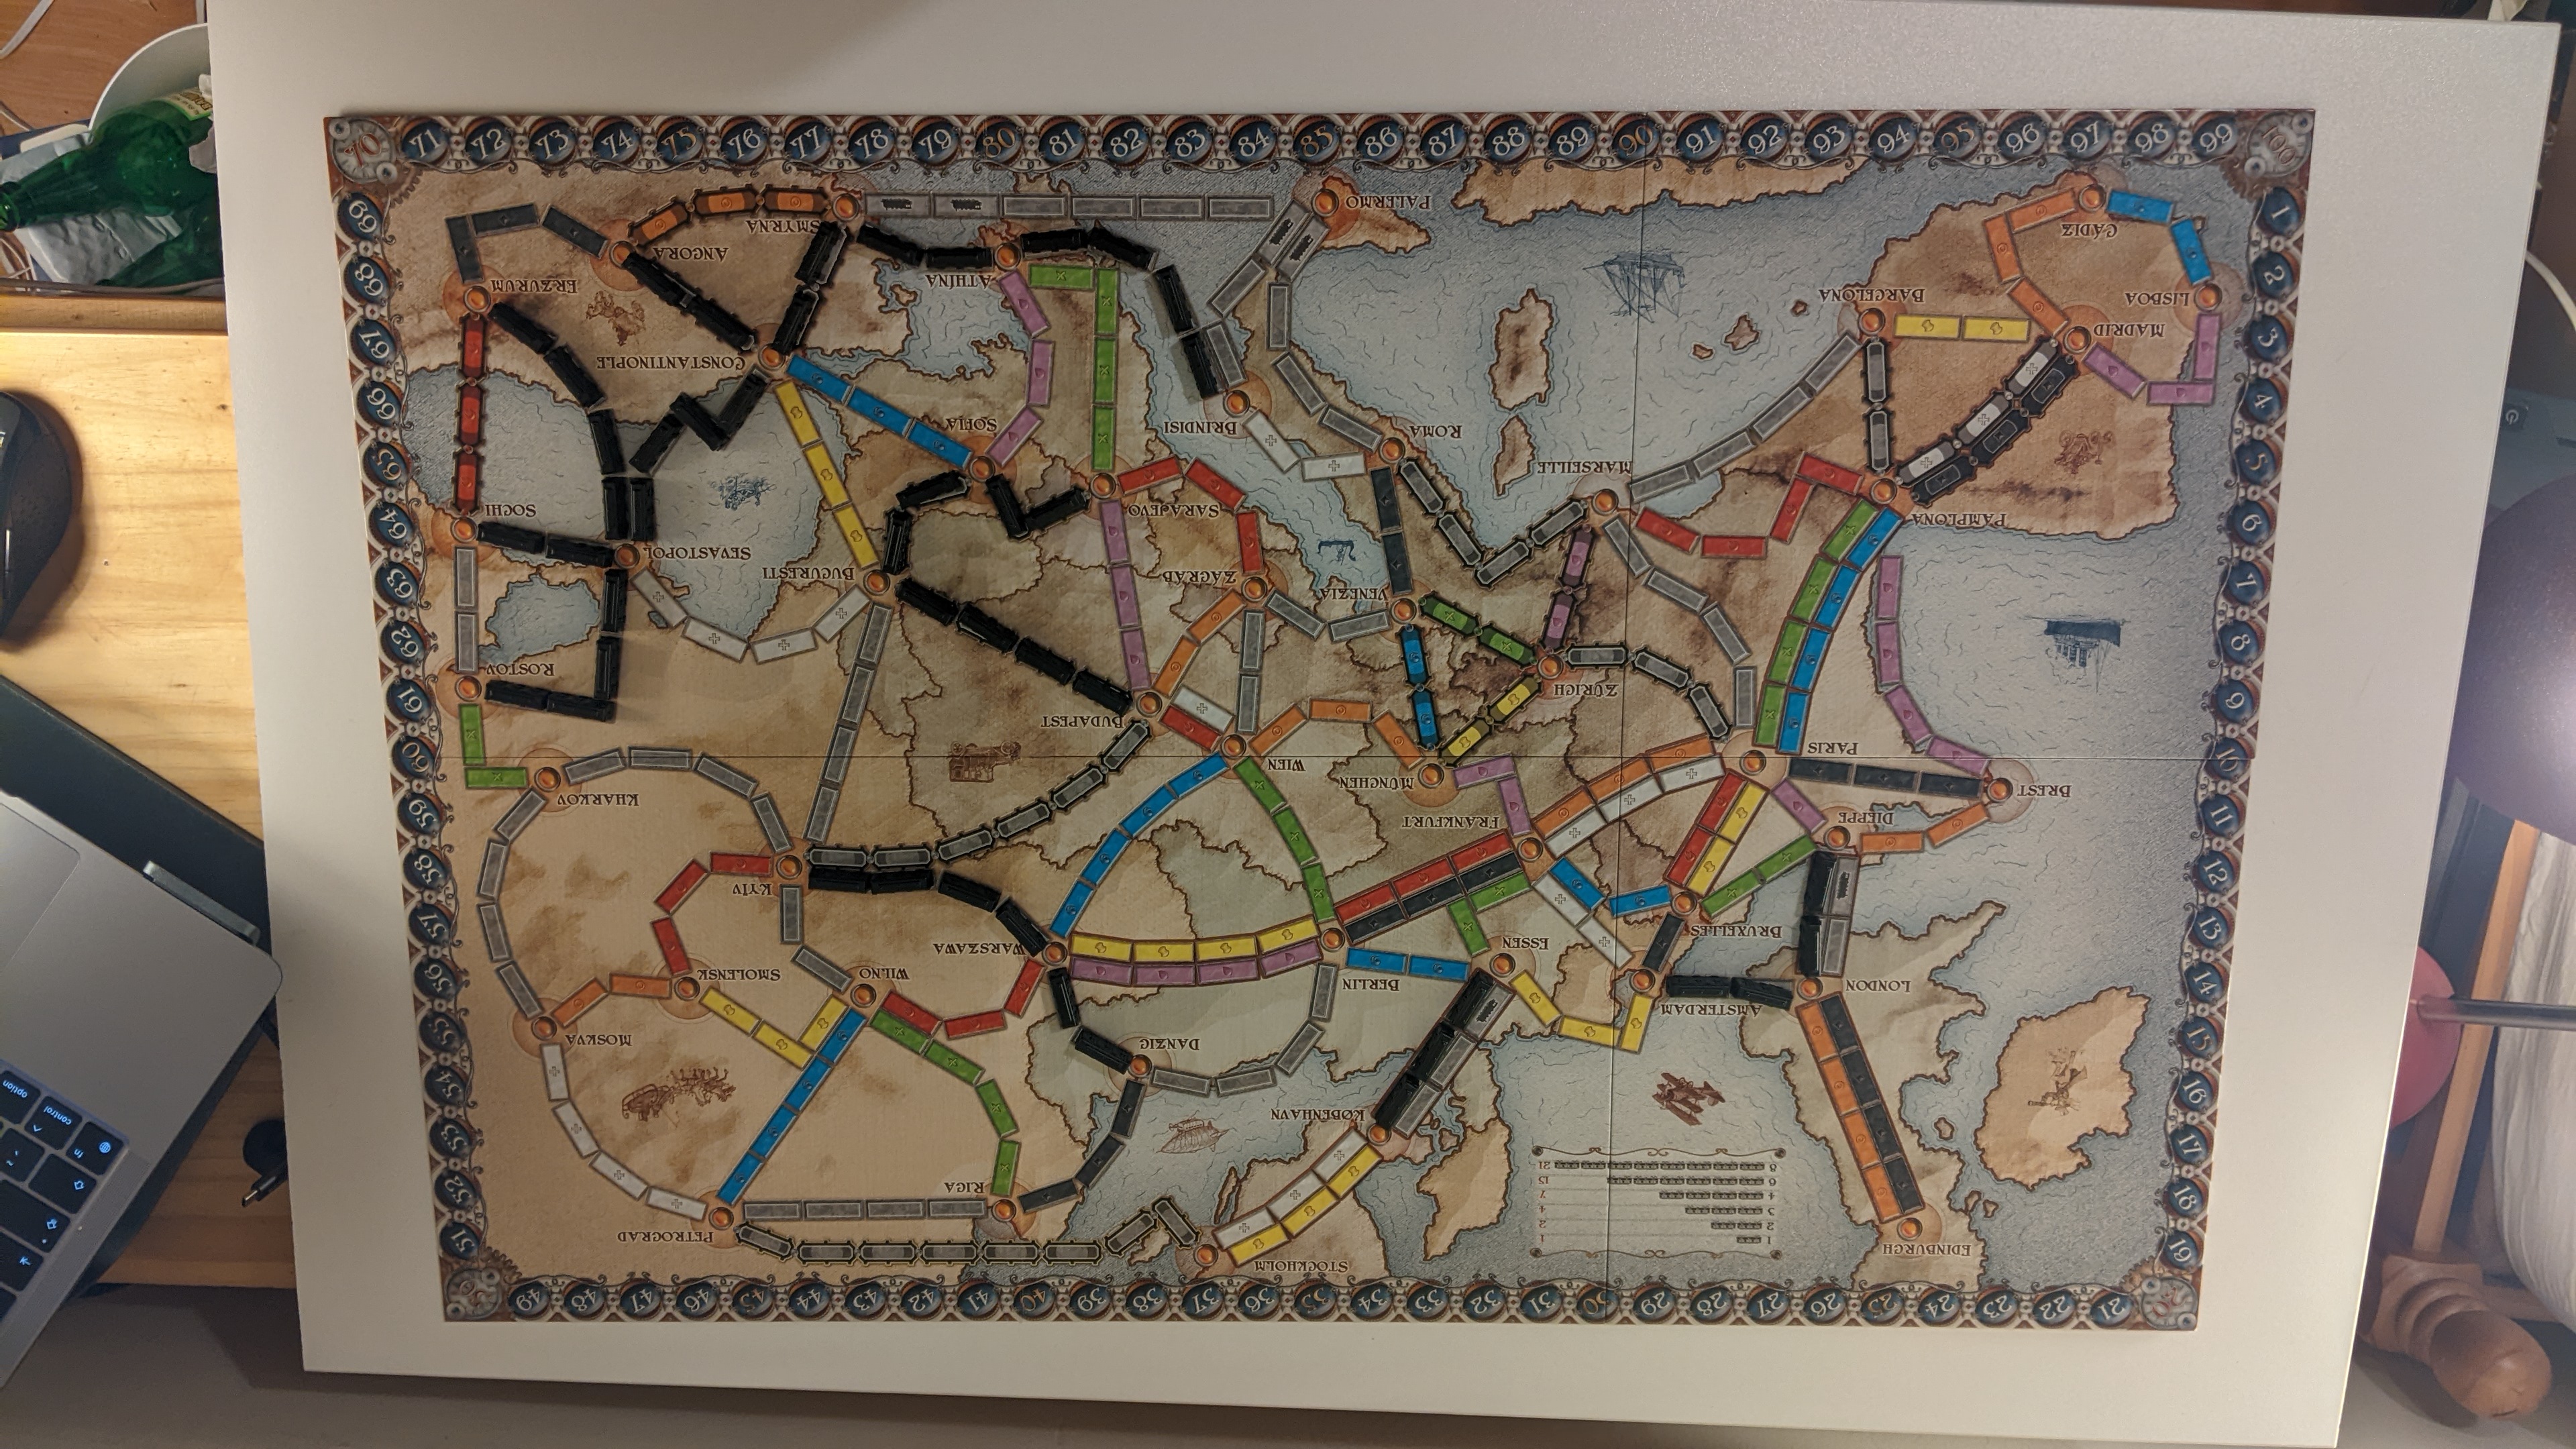 70 71 72 73 74 75 76 77 78 79 80 81 82 83 84 85 86 87 88 89 90 91 92 93 94 95 96 97 98 99 100
69
68
67
66
65
64
63
62
61
60
59
58
57
56
55
54
53
52
51
1
2
3
4
5
6
7
8
9
10
11
12
13
14
15
16
17
18
19
20
49 48 47 46 45 44 43 42 41 40 39 38 37 36 35 34 33 32 31 30 29 28 27 26 25 24 23 22 21
SMYRNA
PALERMO
ANGORA
ATHÍNA
CÁDIZ
ERZURUM
BARCELONA
LISBOA
MADRID
CONSTANTINOPLE
SOFIA
BRINDISI
ROMA
MARSEILLE
SOCHI
SARAJEVO
PAMPLONA
SEVASTOPOL
BUCURESTI
ZÁGRÁB
VENEZIA
ROSTOV
ZÜRICH
BUDAPEST
PARIS
WIEN
MÜNCHEN
BREST
KHARKOV
FRANKFURT
DIEPPE
KYIV
WARSZAWA
BRUXELLES
ESSEN
SMOLENSK
WILNO
BERLIN
LONDON
AMSTERDAM
MOSKVA
DANZIG
KØBENHAVN
RIGA
PETROGRAD
STOCKHOLM
EDINBURGH
8 21
6 15
4 7
3 4
2 2
1 1
option
control
fn